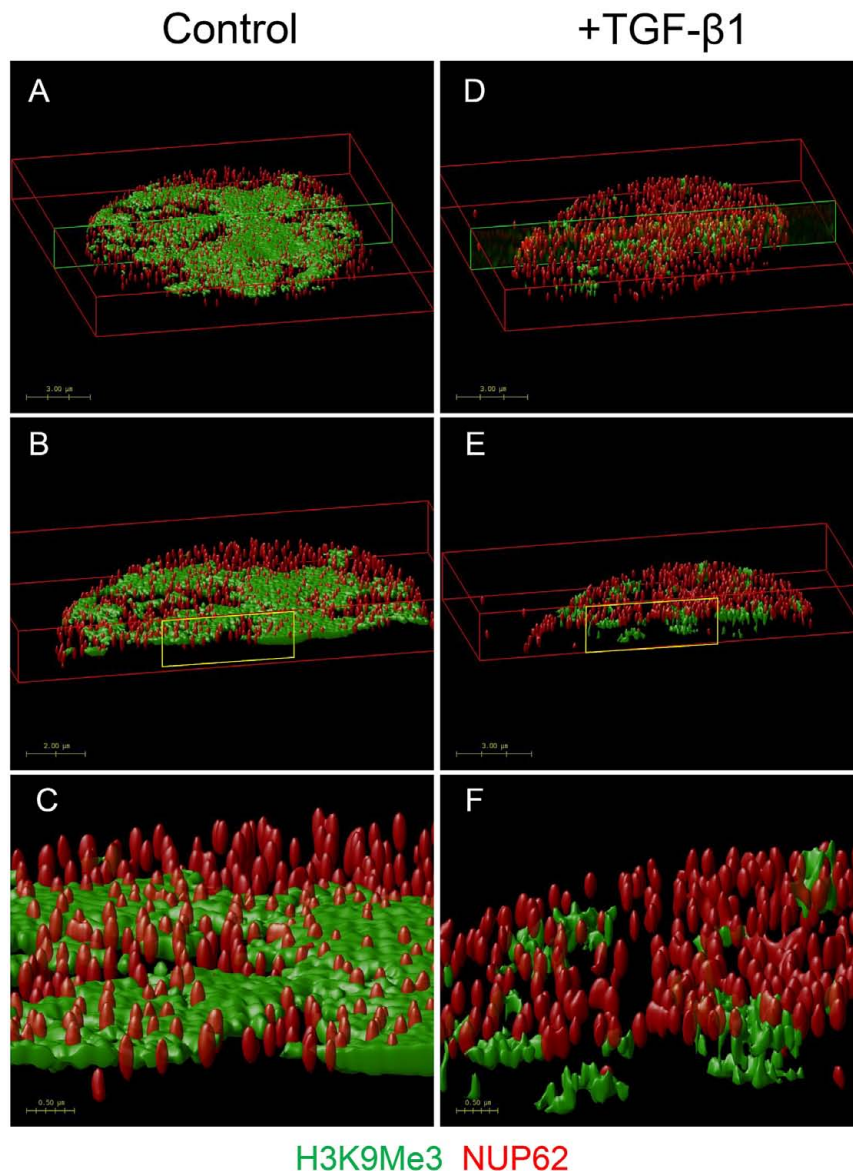 Control +TGF-β1
A D
3.00 μm 3.00 μm
B E
2.00 μm 3.00 μm
C F
0.50 μm 0.50 μm
H3K9Me3 NUP62